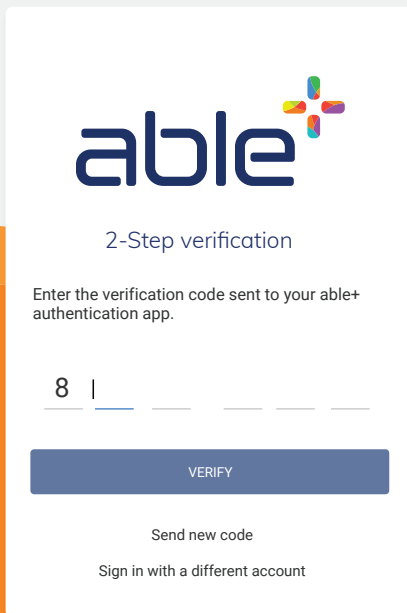 able+
2-Step verification
Enter the verification code sent to your able+
authentication app.
8
VERIFY
Send new code
Sign in with a different account